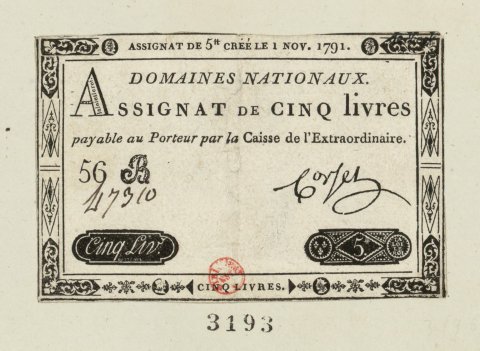 ASSIGNAT DE 5ᵗᵗ CRÉÉ LE 1 NOV. 1791.
DOMAINES NATIONAUX.
ASSIGNAT DE CINQ livres
payable au Porteur par la Caisse de l'Extraordinaire.
56 B
47310
Corsel
Cinq Liv
5ᵗᵗ
CINQ LIVRES.
3193